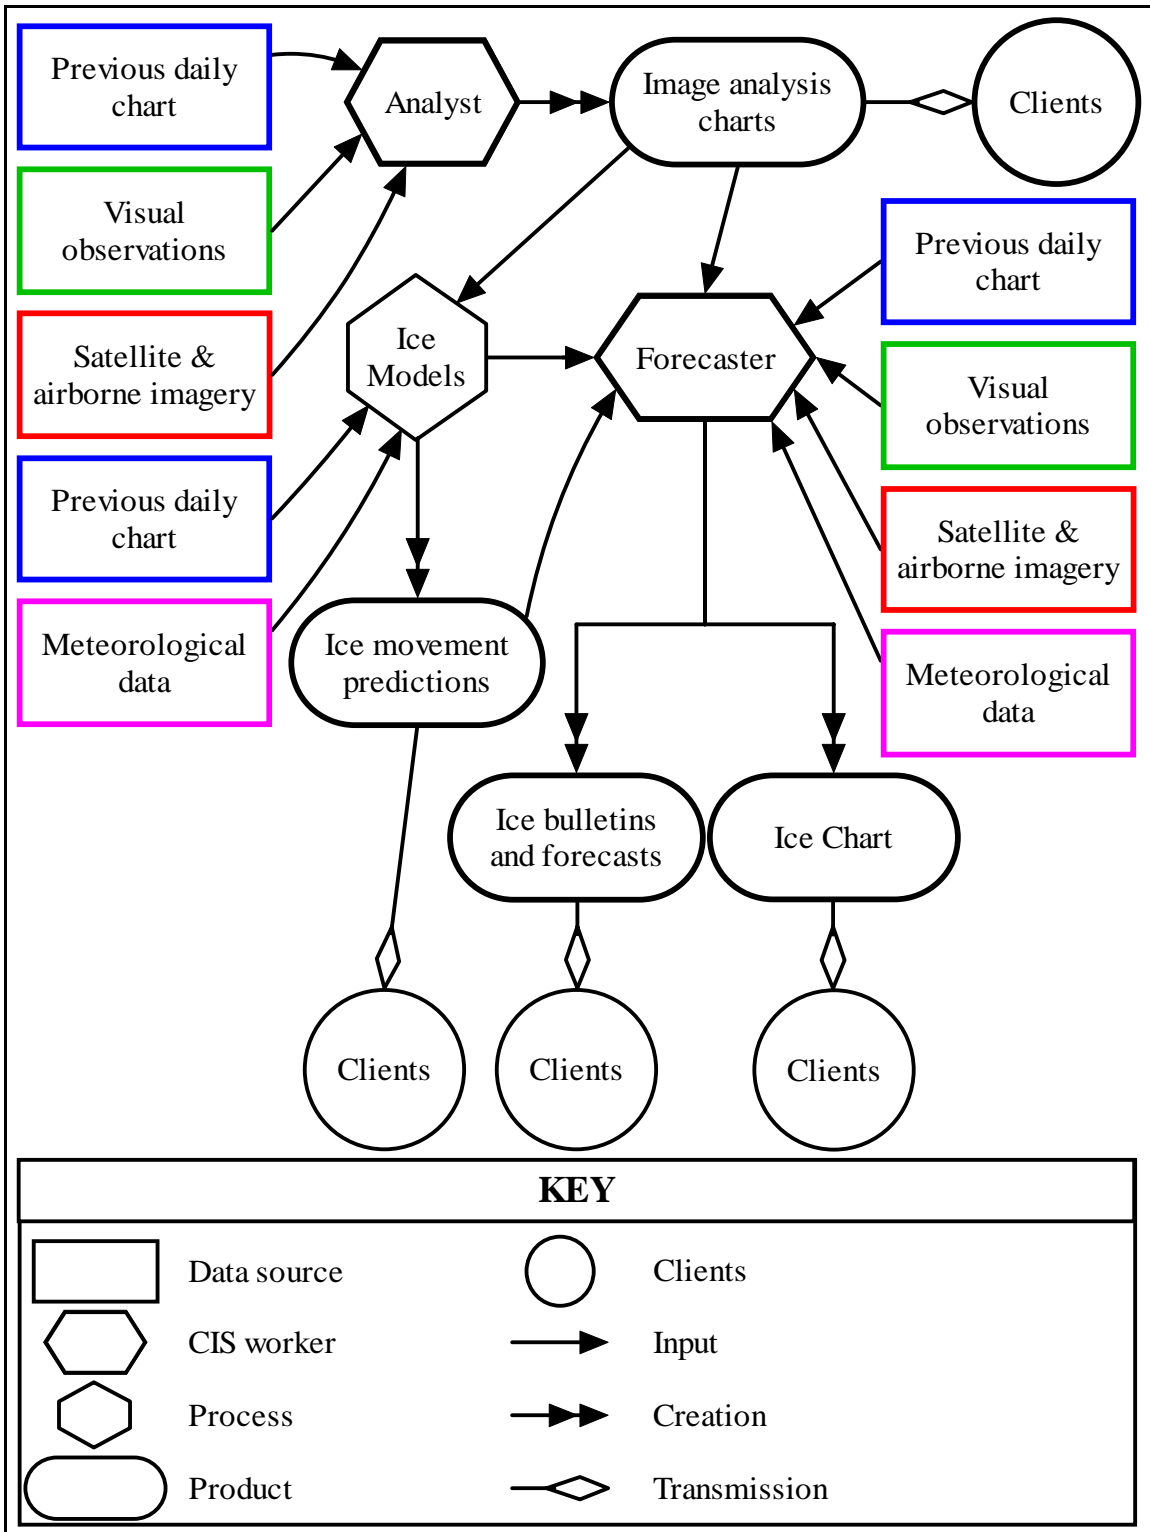 Previous daily
chart
Analyst
Image analysis
charts
Clients
Visual
observations
Previous daily
chart
Satellite &
airborne imagery
Ice
Models
Forecaster
Visual
observations
Previous daily
chart
Satellite &
airborne imagery
Meteorological
data
Ice movement
predictions
Meteorological
data
Ice bulletins
and forecasts
Ice Chart
Clients
Clients
Clients
KEY
Data source
Clients
CIS worker
Input
Process
Creation
Product
Transmission